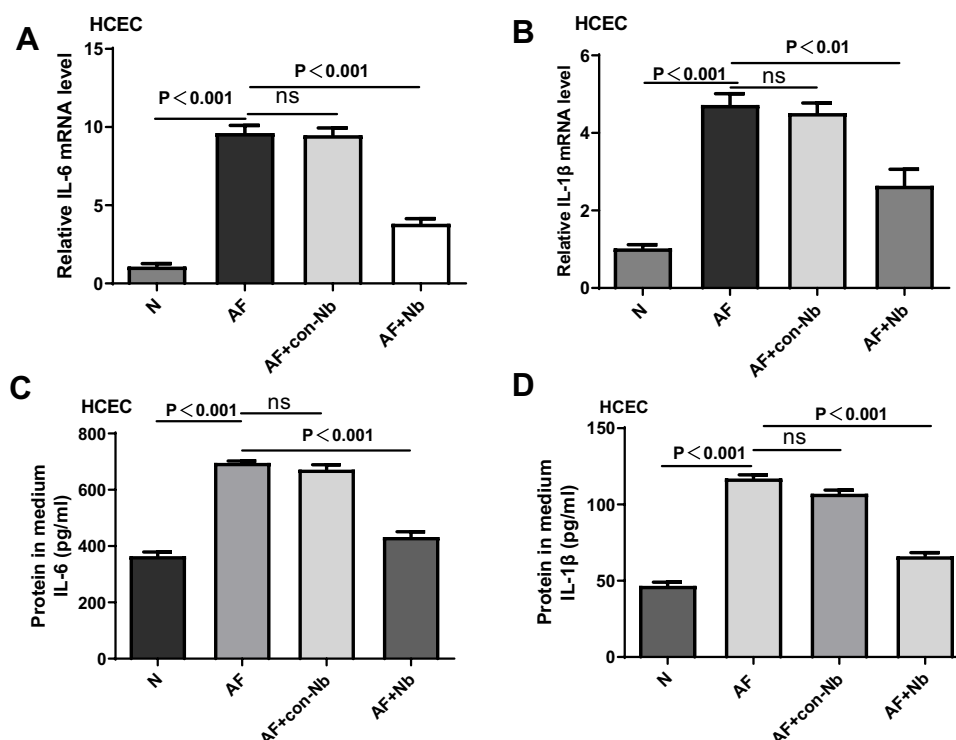 A
HCEC
Relative IL-6 mRNA level
15
10
5
0
P<0.001
ns
P<0.001
N
AF
AF+con-Nb
AF+Nb
B
HCEC
Relative IL-1β mRNA level
6
4
2
0
P<0.01
P<0.001
ns
N
AF
AF+con-Nb
AF+Nb
C
HCEC
Protein in medium
IL-6 (pg/ml)
800
600
400
200
0
P<0.001
ns
P<0.001
N
AF
AF+con-Nb
AF+Nb
D
HCEC
Protein in medium
IL-1β (pg/ml)
150
100
50
0
P<0.001
P<0.001
ns
N
AF
AF+con-Nb
AF+Nb